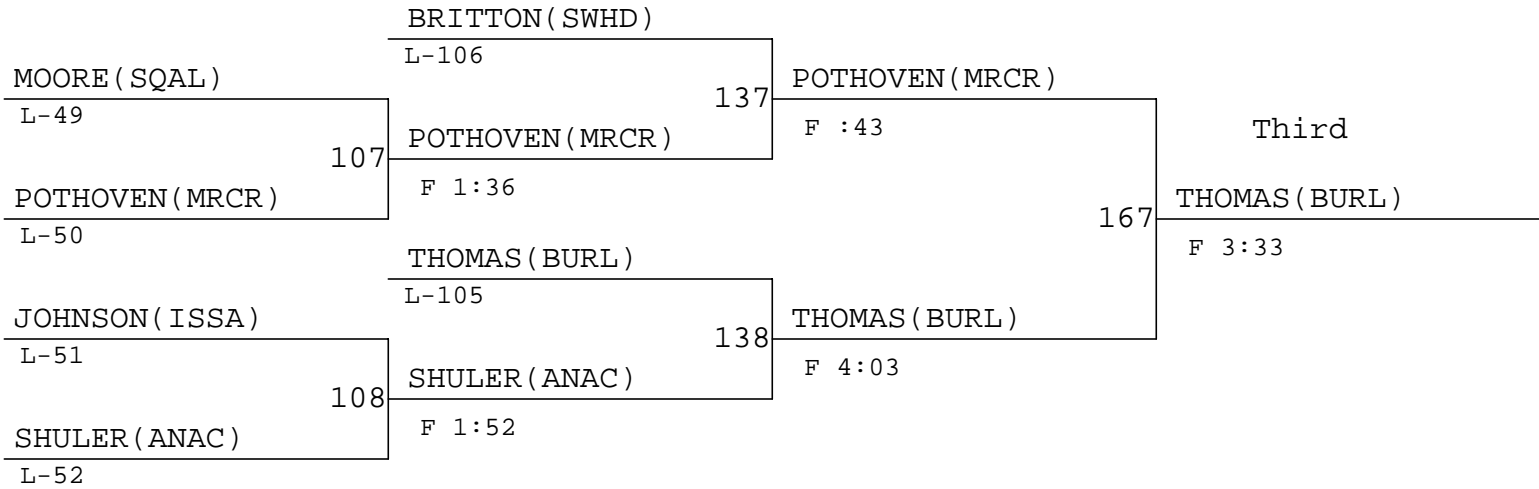 BRITTON(SWHD)
L-106
MOORE(SQAL)
L-49
137
POTHOVEN(MRCR)
F :43
Third
107
POTHOVEN(MRCR)
F 1:36
POTHOVEN(MRCR)
L-50
167
THOMAS(BURL)
F 3:33
THOMAS(BURL)
L-105
JOHNSON(ISSA)
L-51
138
THOMAS(BURL)
F 4:03
108
SHULER(ANAC)
F 1:52
SHULER(ANAC)
L-52